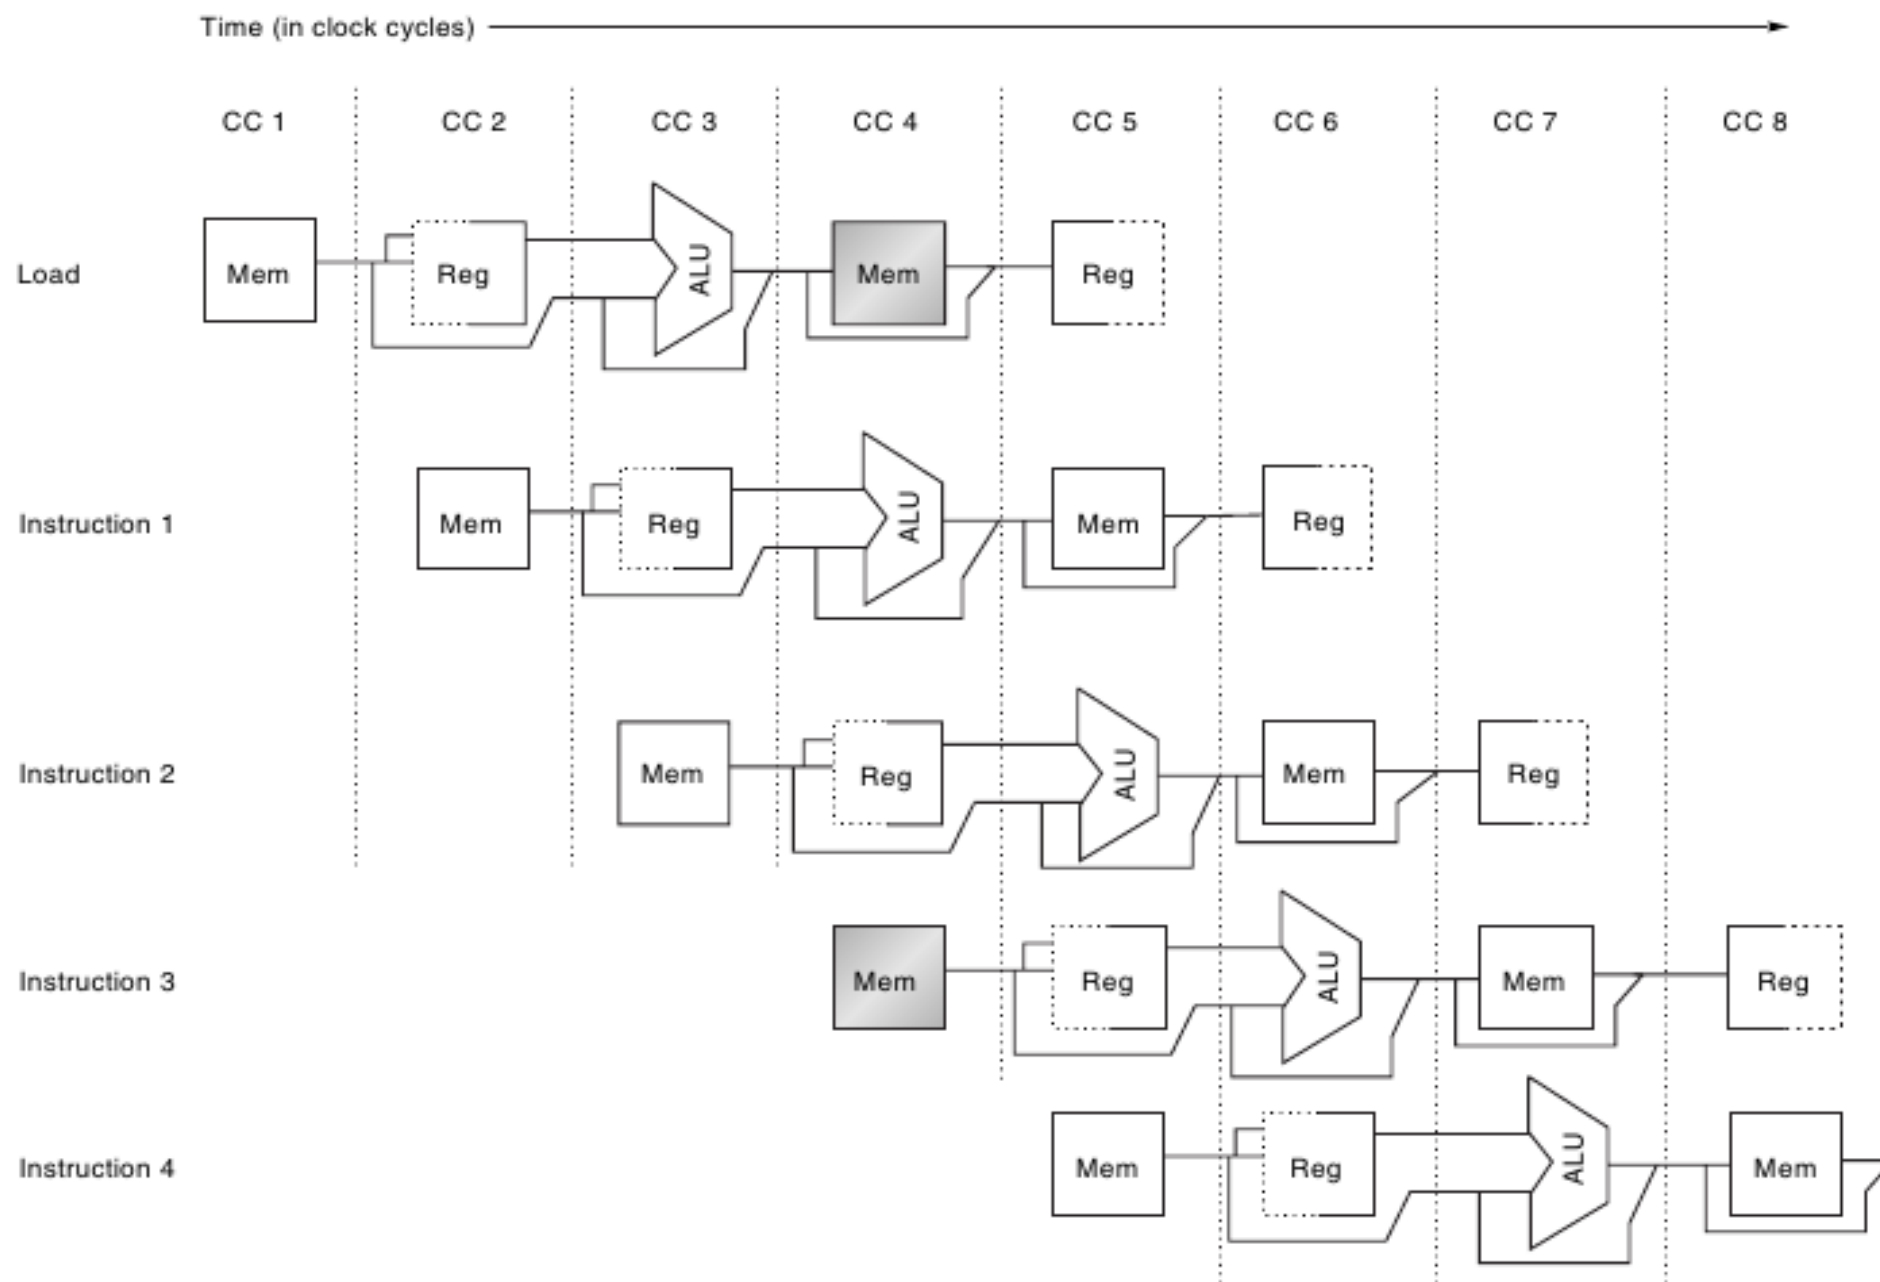 Time (in clock cycles)
CC 1 CC 2 CC 3 CC 4 CC 5 CC 6 CC 7 CC 8
Load Mem Reg ALU Mem Reg
Instruction 1 Mem Reg ALU Mem Reg
Instruction 2 Mem Reg ALU Mem Reg
Instruction 3 Mem Reg ALU Mem Reg
Instruction 4 Mem Reg ALU Mem